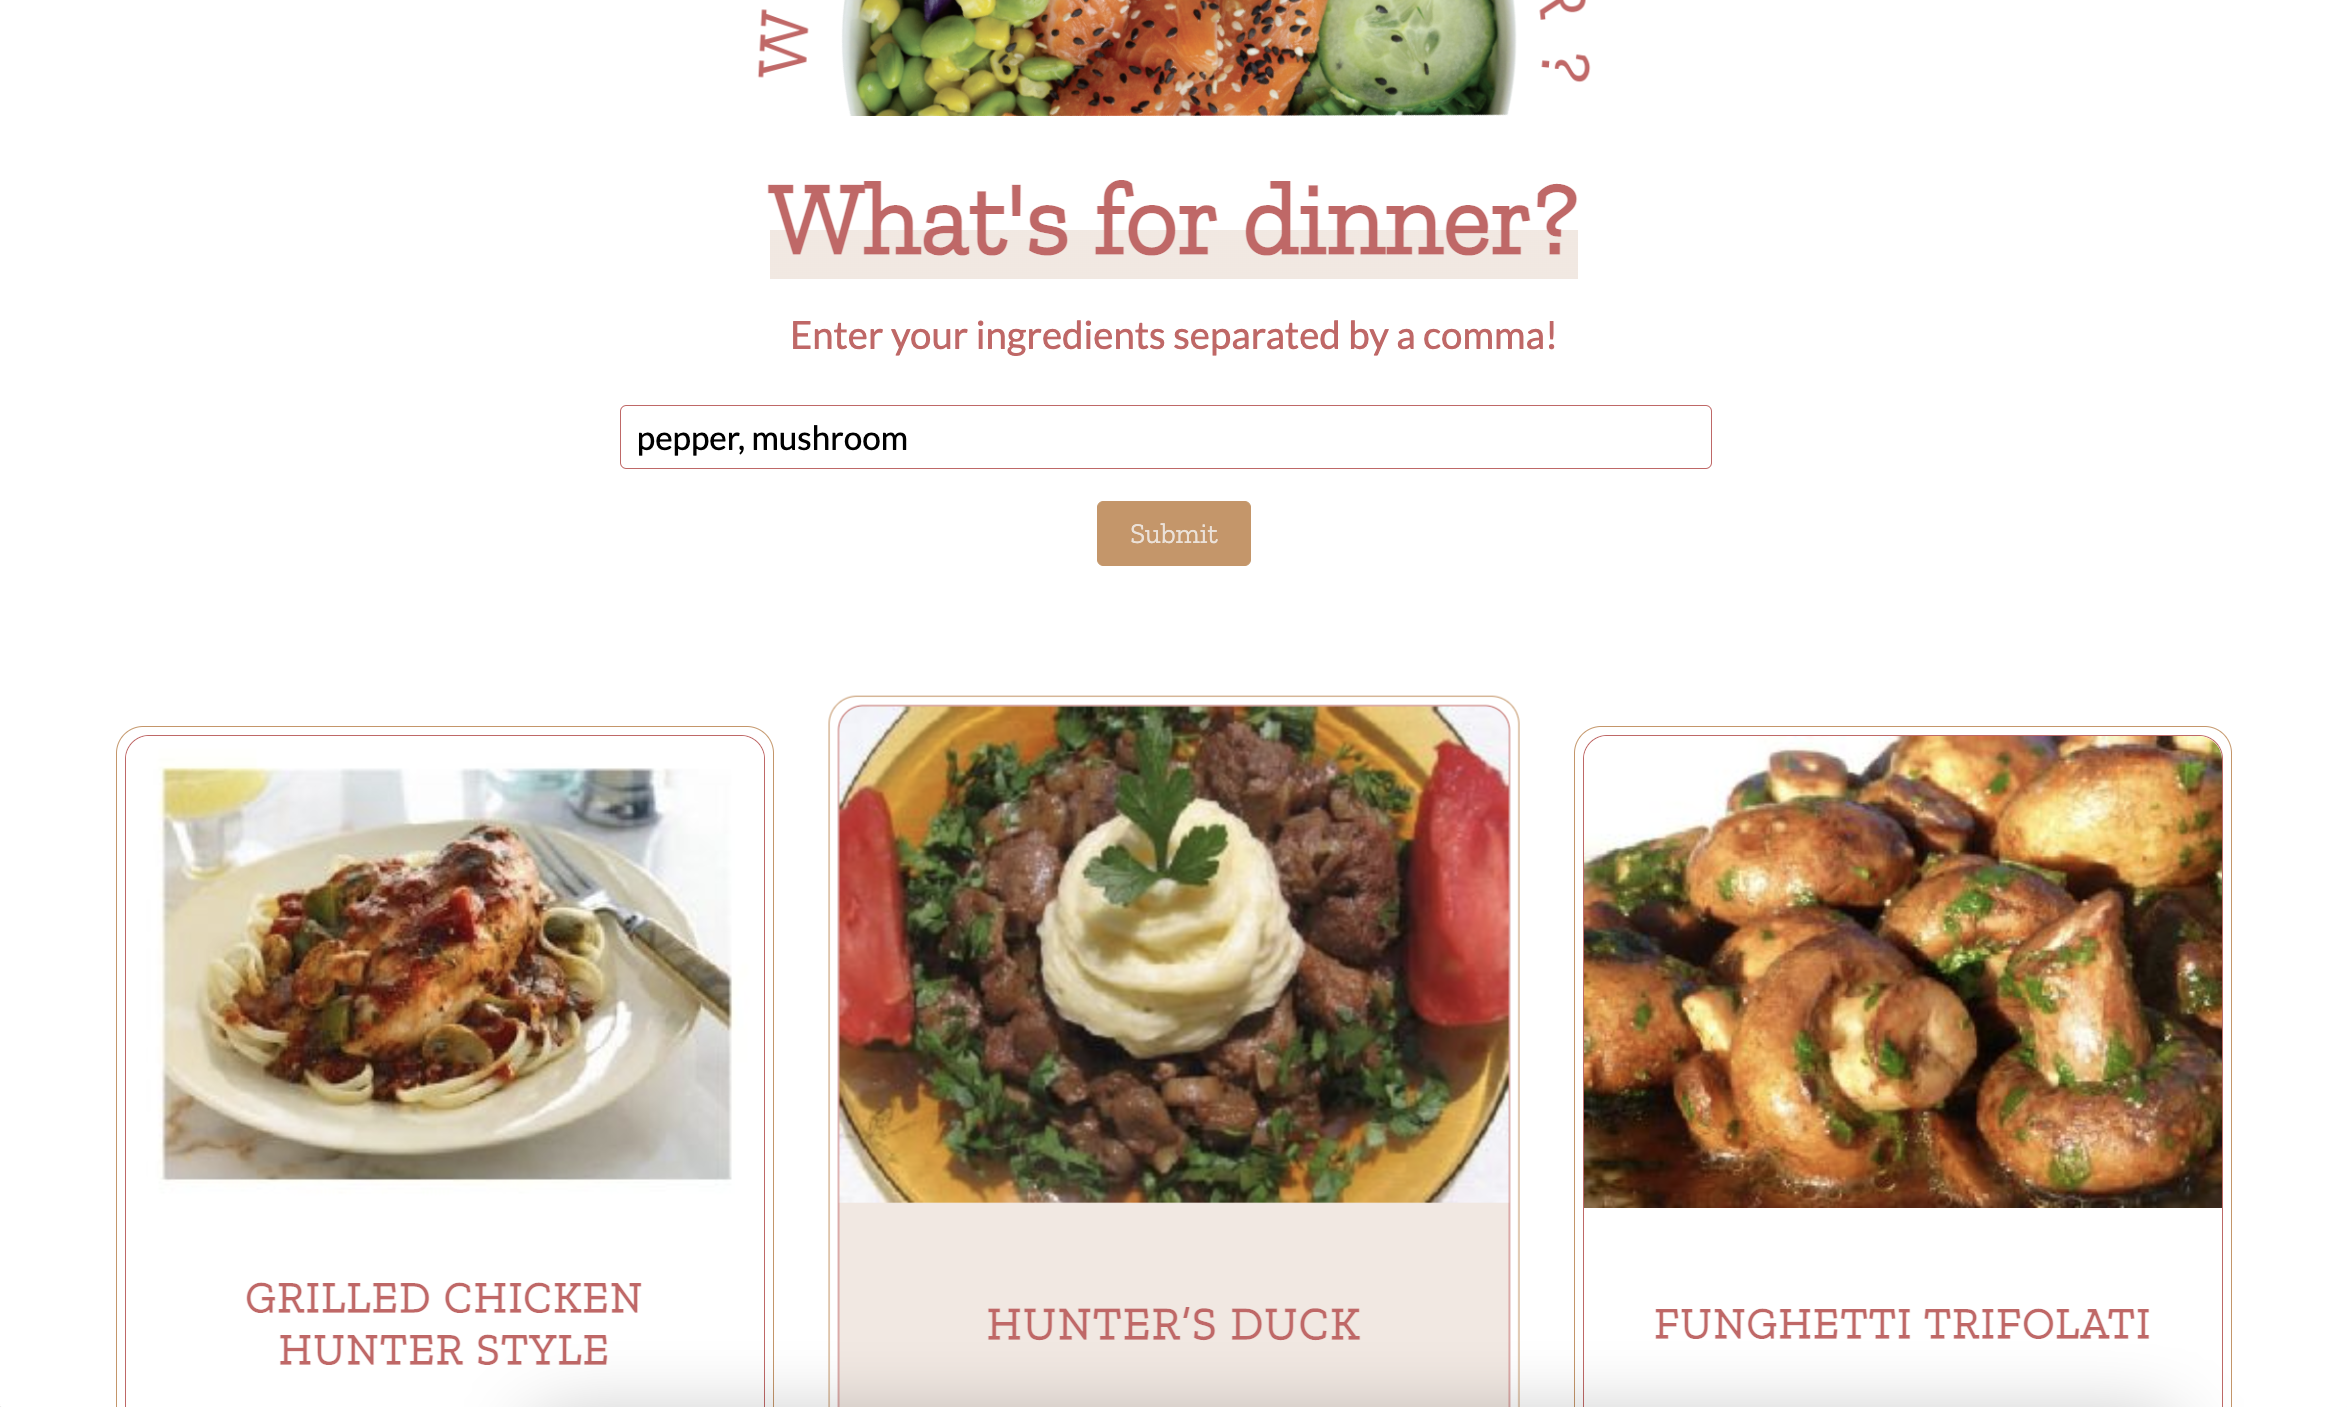 W R ?
What's for dinner?
Enter your ingredients separated by a comma!
pepper, mushroom
Submit
GRILLED CHICKEN
HUNTER STYLE
HUNTER'S DUCK
FUNGHETTI TRIFOLATI